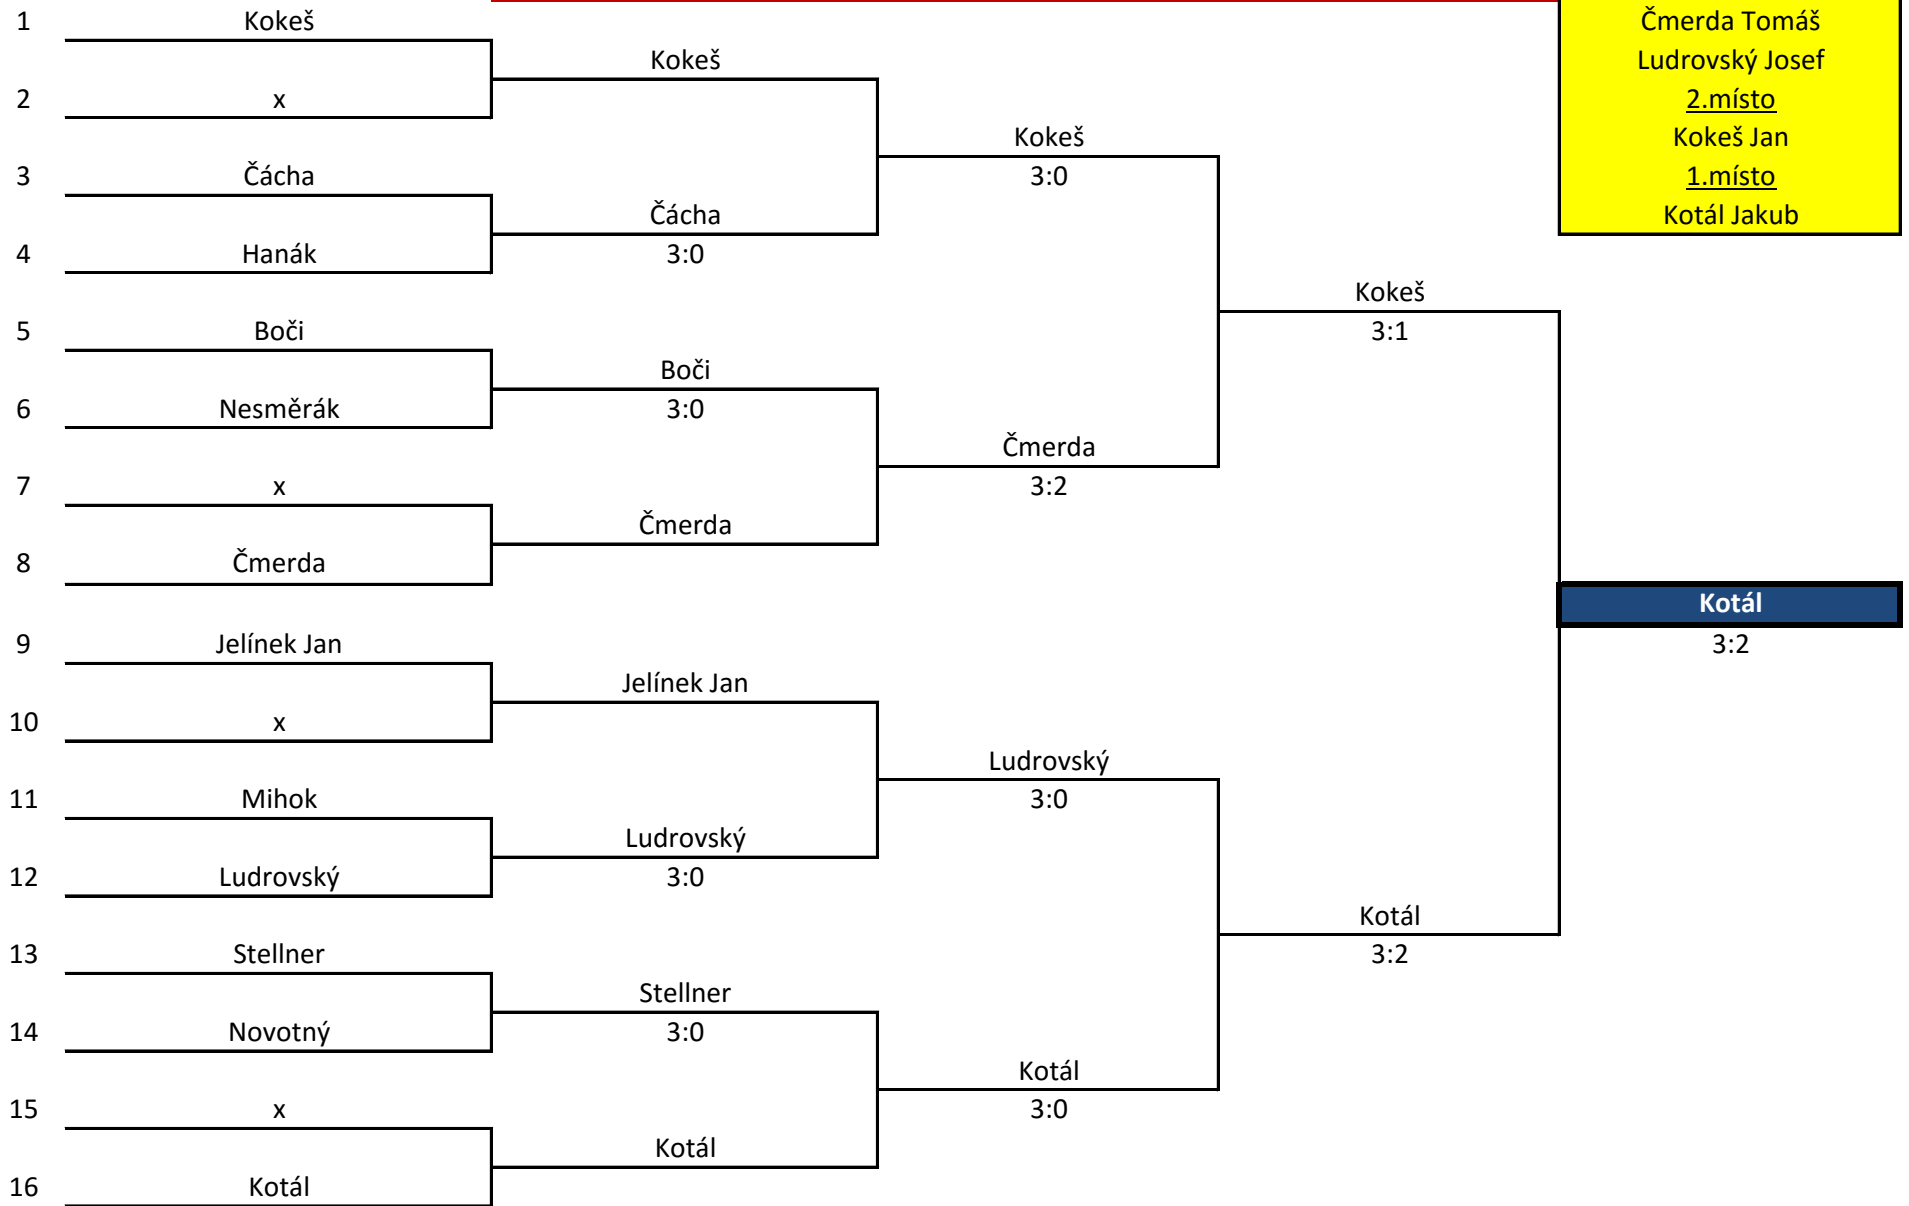 1 Kokeš
Čmerda Tomáš
Kokeš
Ludrovský Josef
2 x
2.místo
Kokeš
Kokeš Jan
3 Čácha
3:0
1.místo
Čácha
Kotál Jakub
4 Hanák
3:0
Kokeš
5 Boči
3:1
Boči
6 Nesměrák
3:0
Čmerda
7 x
3:2
Čmerda
8 Čmerda
Kotál
9 Jelínek Jan
3:2
Jelínek Jan
10 x
Ludrovský
11 Mihok
3:0
Ludrovský
12 Ludrovský
3:0
Kotál
13 Stellner
3:2
Stellner
14 Novotný
3:0
Kotál
15 x
3:0
Kotál
16 Kotál